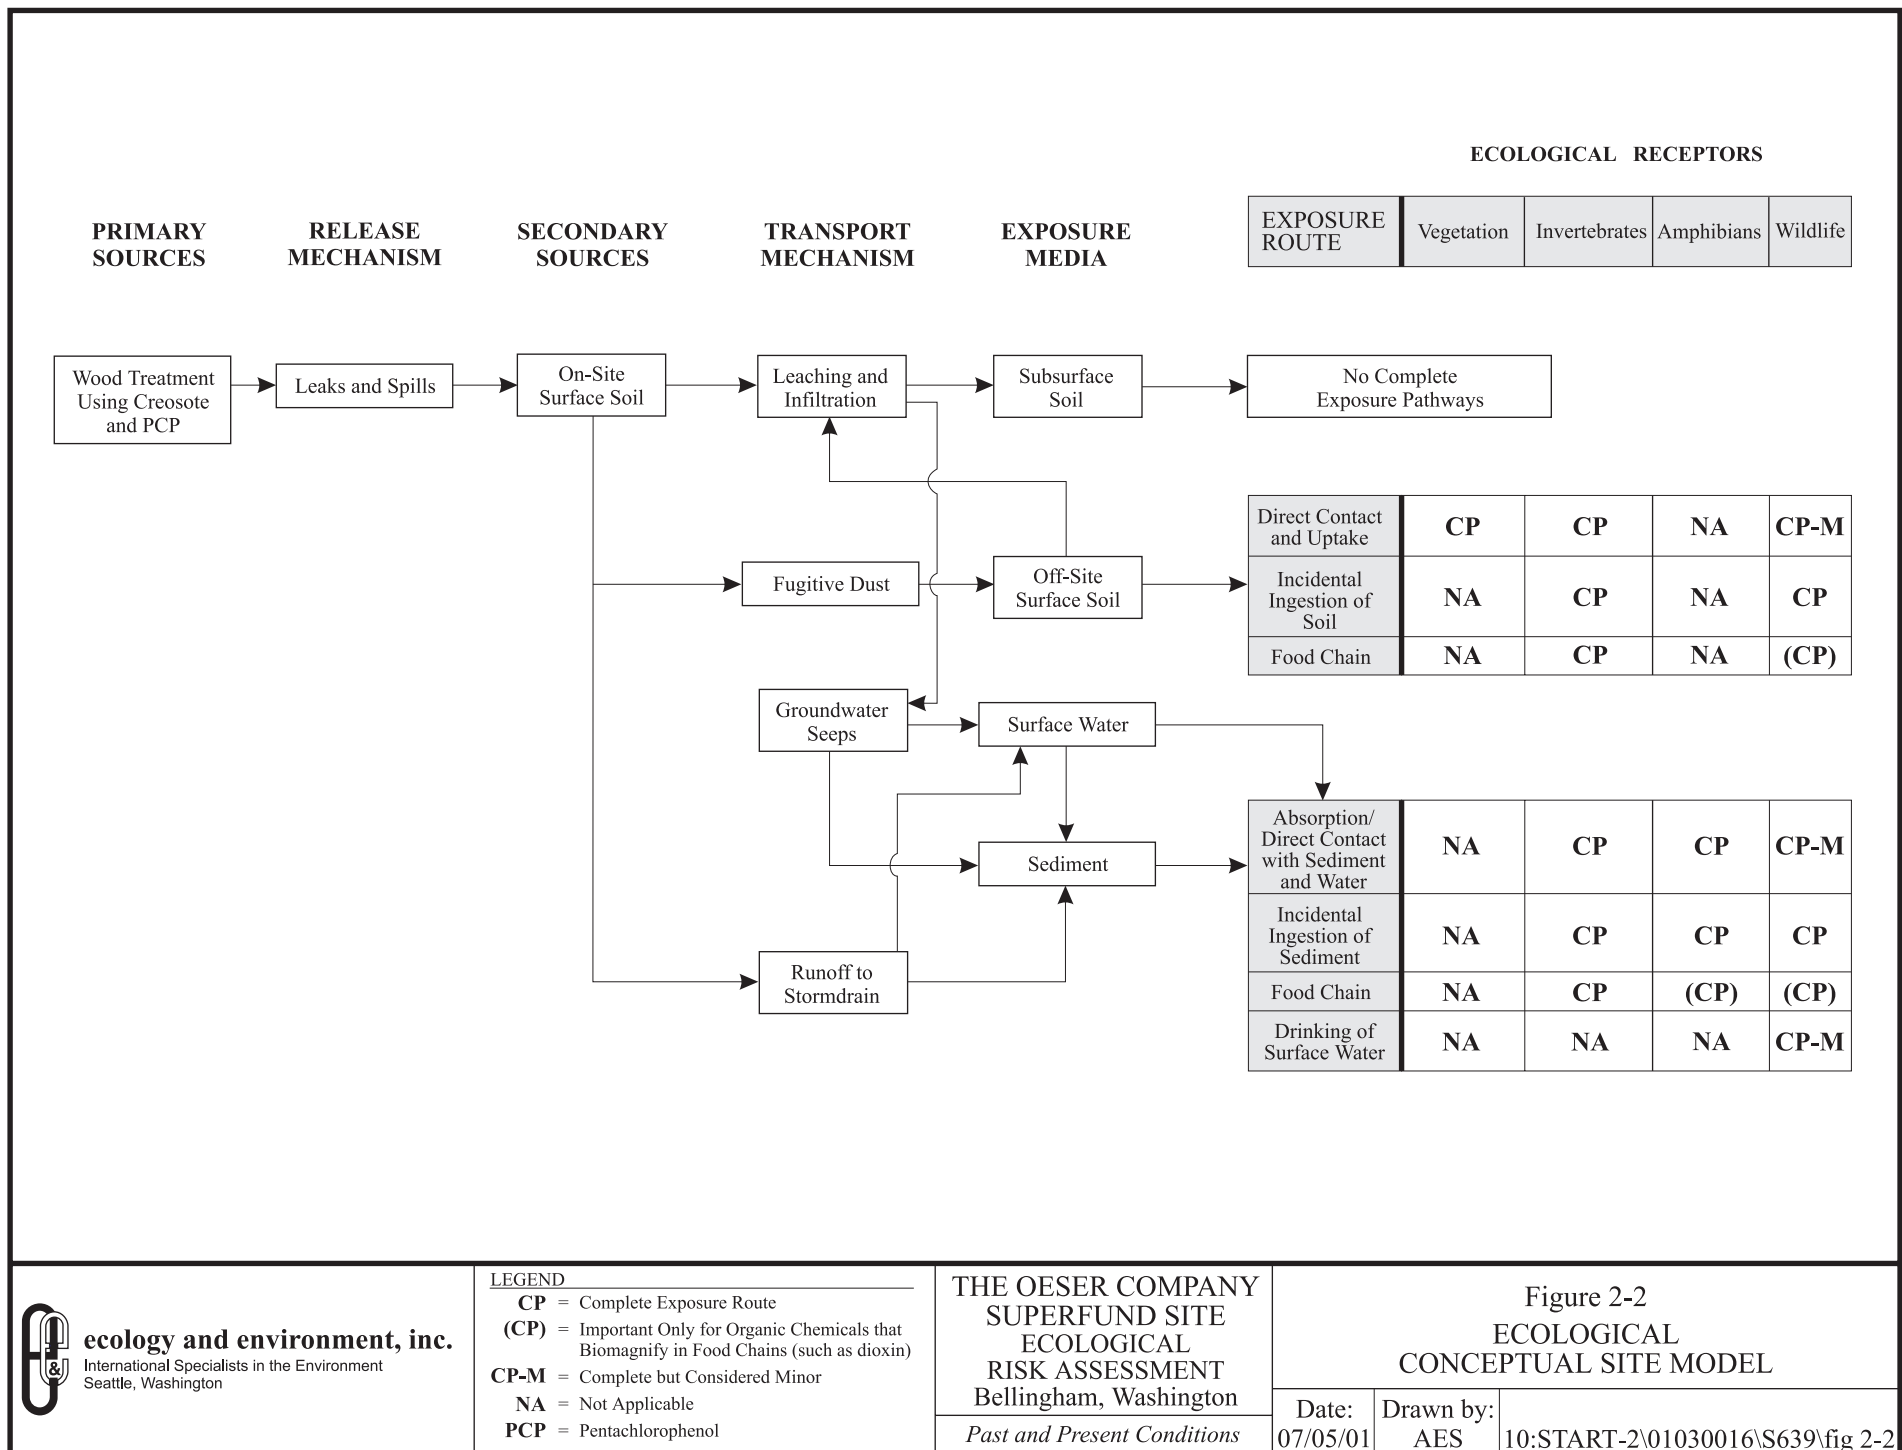 ECOLOGICAL RECEPTORS
PRIMARY
SOURCES
RELEASE
MECHANISM
SECONDARY
SOURCES
TRANSPORT
MECHANISM
EXPOSURE
MEDIA
EXPOSURE
ROUTE
Vegetation
Invertebrates
Amphibians
Wildlife
Wood Treatment
Using Creosote
and PCP
Leaks and Spills
On-Site
Surface Soil
Leaching and
Infiltration
Subsurface
Soil
No Complete
Exposure Pathways
Fugitive Dust
Off-Site
Surface Soil
Direct Contact
and Uptake
CP
CP
NA
CP-M
Incidental
Ingestion of
Soil
NA
CP
NA
CP
Food Chain
NA
CP
NA
(CP)
Groundwater
Seeps
Surface Water
Sediment
Runoff to
Stormdrain
Absorption/
Direct Contact
with Sediment
and Water
NA
CP
CP
CP-M
Incidental
Ingestion of
Sediment
NA
CP
CP
CP
Food Chain
NA
CP
(CP)
(CP)
Drinking of
Surface Water
NA
NA
NA
CP-M
E
&
E
ecology and environment, inc.
International Specialists in the Environment
Seattle, Washington
LEGEND
CP = Complete Exposure Route
(CP) = Important Only for Organic Chemicals that
Biomagnify in Food Chains (such as dioxin)
CP-M = Complete but Considered Minor
NA = Not Applicable
PCP = Pentachlorophenol
THE OESER COMPANY
SUPERFUND SITE
ECOLOGICAL
RISK ASSESSMENT
Bellingham, Washington
Past and Present Conditions
Figure 2-2
ECOLOGICAL
CONCEPTUAL SITE MODEL
Date:
07/05/01
Drawn by:
AES
10:START-2\01030016\S639\fig 2-2